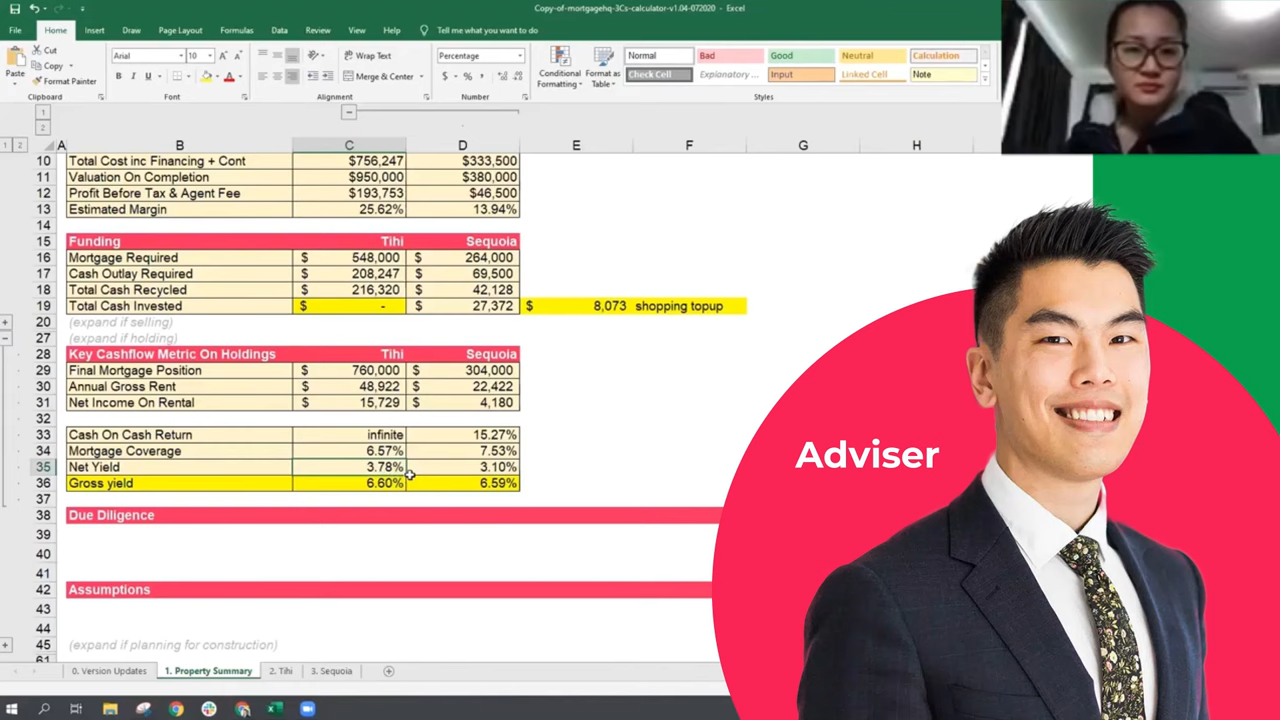 Copy-of-mortgagehq-3Cs-calculator-v1.04-072020 - Excel
File Home Insert Draw Page Layout Formulas Data Review View Help Tell me what you want to do
Cut Arial 10 Wrap Text Percentage Normal Bad Good Neutral Calculation
Copy
Paste Format Painter B I U Merge & Center $ % , Conditional Formatting Format as Table Check Cell Explanatory ... Input Linked Cell Note
Clipboard Font Alignment Number Styles
1
2
1 2 A B C D E F G H
10 Total Cost inc Financing + Cont $756,247 $333,500
11 Valuation On Completion $950,000 $380,000
12 Profit Before Tax & Agent Fee $193,753 $46,500
13 Estimated Margin 25.62% 13.94%
14
15 Funding Tihi Sequoia
16 Mortgage Required $ 548,000 $ 264,000
17 Cash Outlay Required $ 208,247 $ 69,500
18 Total Cash Recycled $ 216,320 $ 42,128
19 Total Cash Invested $ - $ 27,372 $ 8,073 shopping topup
20 (expand if selling)
27 (expand if holding)
28 Key Cashflow Metric On Holdings Tihi Sequoia
29 Final Mortgage Position $ 760,000 $ 304,000
30 Annual Gross Rent $ 48,922 $ 22,422
31 Net Income On Rental $ 15,729 $ 4,180
32
33 Cash On Cash Return infinite 15.27%
34 Mortgage Coverage 6.57% 7.53%
35 Net Yield 3.78% 3.10%
36 Gross yield 6.60% 6.59%
37
38 Due Diligence
39
40
41
42 Assumptions
43
44
45 (expand if planning for construction)
61
0. Version Updates 1. Property Summary 2. Tihi 3. Sequoia
Adviser